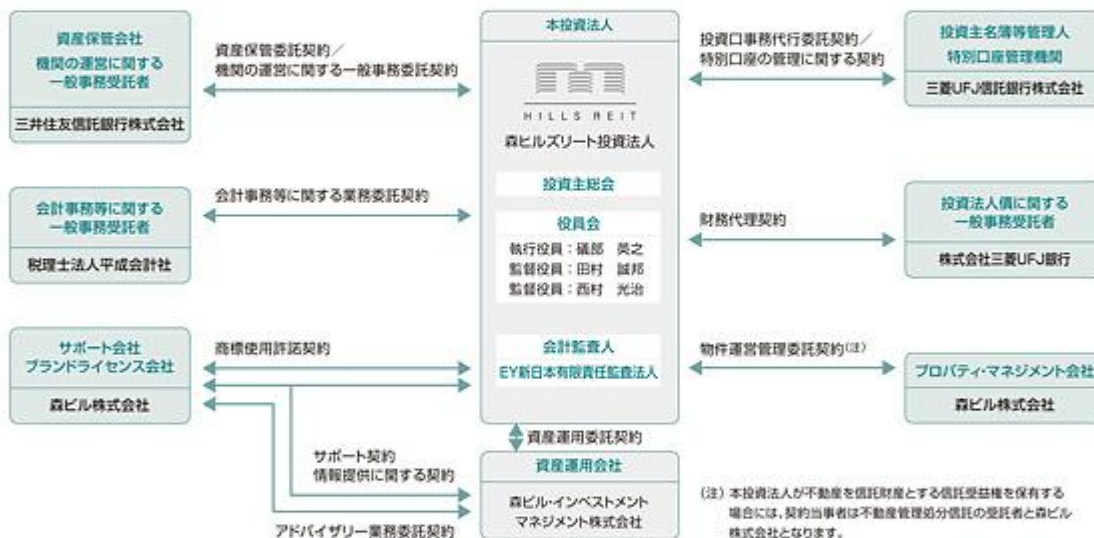 資産保管会社
機関の運営に関する
一般事務受託者
三井住友信託銀行株式会社
資産保管委託契約／
機関の運営に関する一般事務委託契約
会計事務等に関する
一般事務受託者
税理士法人平成会計社
会計事務等に関する業務委託契約
サポート会社
ブランドライセンス会社
森ビル株式会社
商標使用許諾契約
サポート契約
情報提供に関する契約
アドバイザリー業務委託契約
本投資法人
HILLS REIT
森ヒルズリート投資法人
投資主総会
役員会
執行役員：礒部 英之
監督役員：田村 誠邦
監督役員：西村 光治
会計監査人
EY新日本有限責任監査法人
資産運用委託契約
資産運用会社
森ビル・インベストメント
マネジメント株式会社
投資口事務代行委託契約／
特別口座の管理に関する契約
投資主名簿等管理人
特別口座管理機関
三菱UFJ信託銀行株式会社
財務代理契約
投資法人債に関する
一般事務受託者
株式会社三菱UFJ銀行
物件運営管理委託契約(注)
プロパティ・マネジメント会社
森ビル株式会社
(注) 本投資法人が不動産を信託財産とする信託受益権を保有する
場合には、契約当事者は不動産管理処分信託の受託者と森ビル
株式会社となります。